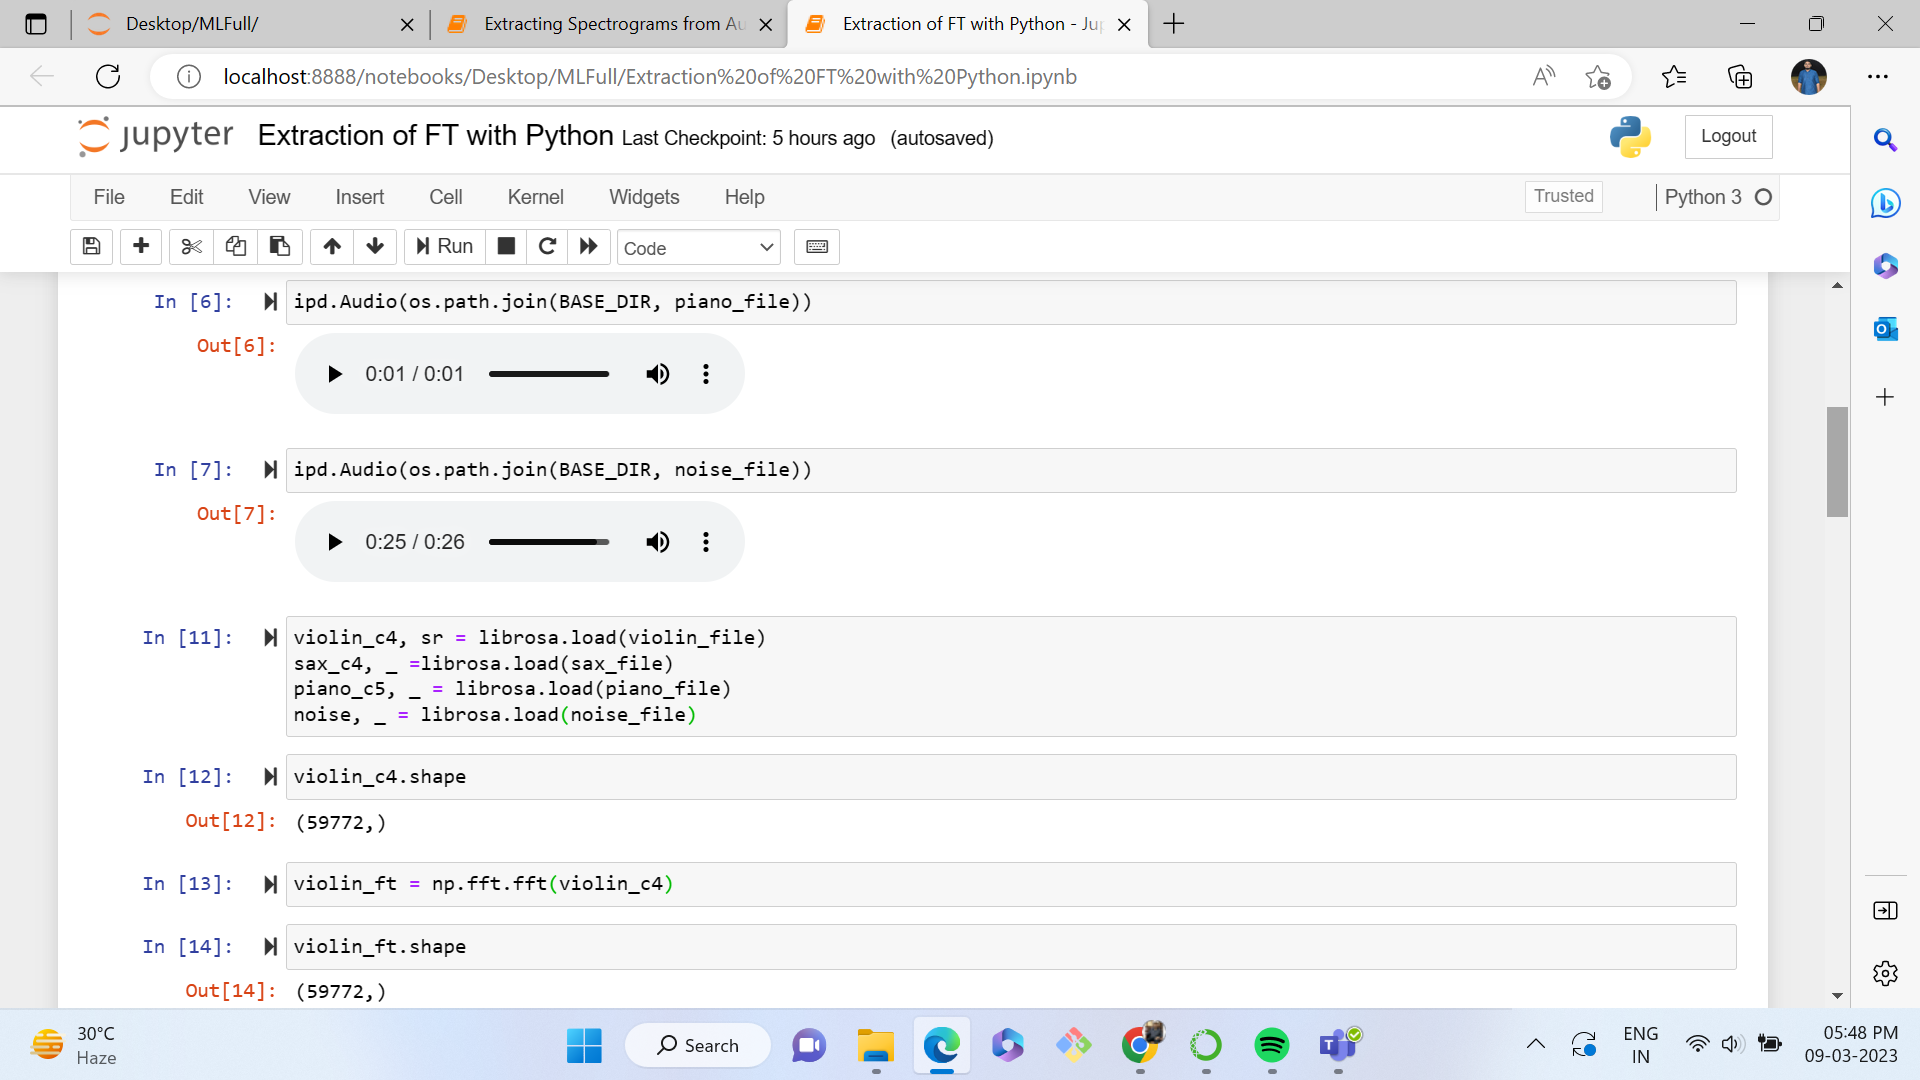 Desktop/MLFull/
Extracting Spectrograms from Au
Extraction of FT with Python - Ju
localhost:8888/notebooks/Desktop/MLFull/Extraction%20of%20FT%20with%20Python.ipynb
jupyter Extraction of FT with Python Last Checkpoint: 5 hours ago (autosaved)
Logout
File Edit View Insert Cell Kernel Widgets Help
Trusted
Python 3
Run
Code
In [6]: ipd.Audio(os.path.join(BASE_DIR, piano_file))
Out[6]:
0:01 / 0:01
In [7]: ipd.Audio(os.path.join(BASE_DIR, noise_file))
Out[7]:
0:25 / 0:26
In [11]: violin_c4, sr = librosa.load(violin_file)
sax_c4, _ =librosa.load(sax_file)
piano_c5, _ = librosa.load(piano_file)
noise, _ = librosa.load(noise_file)
In [12]: violin_c4.shape
Out[12]: (59772,)
In [13]: violin_ft = np.fft.fft(violin_c4)
In [14]: violin_ft.shape
Out[14]: (59772,)
30°C
Haze
Search
ENG
IN
05:48 PM
09-03-2023